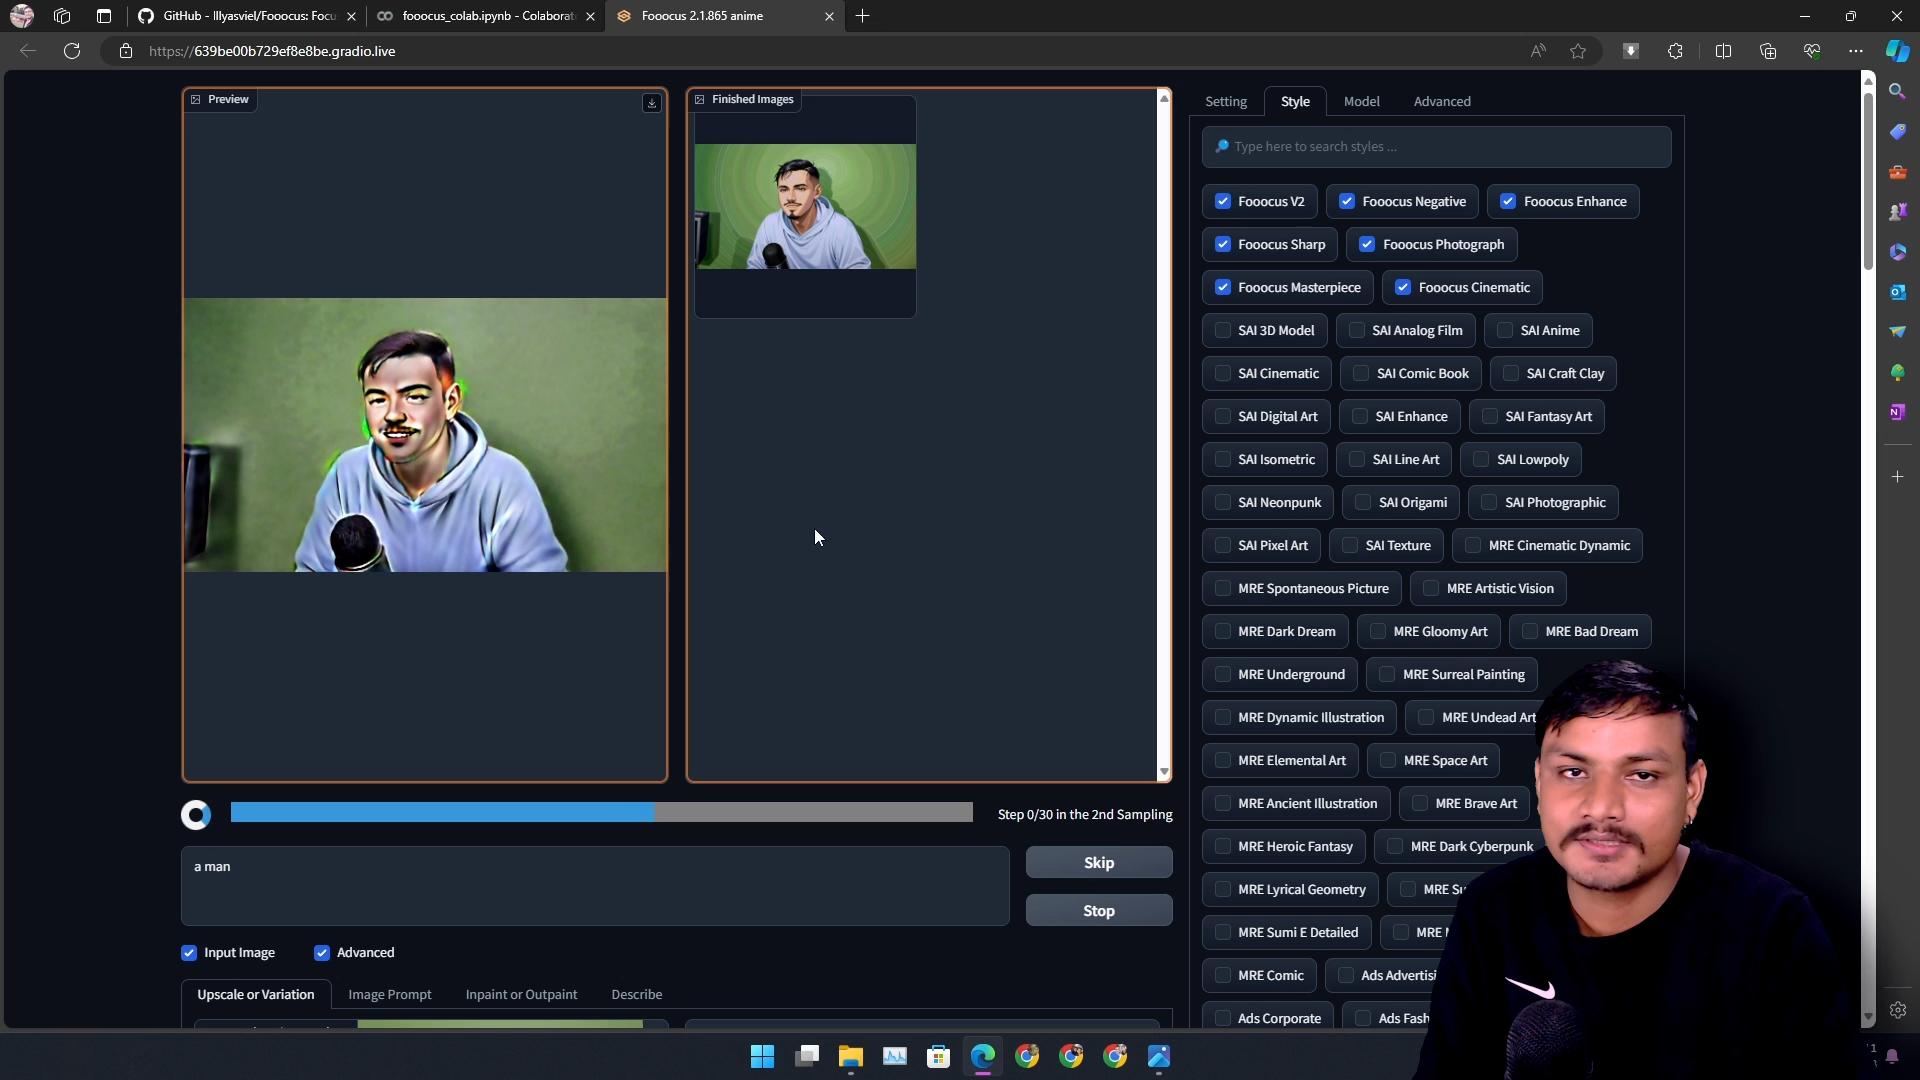 GitHub - lllyasviel/Fooocus: Focu
fooocus_colab.ipynb - Colaborat
Fooocus 2.1.865 anime
https://639be00b729ef8e8be.gradio.live
Preview
Finished Images
Setting
Style
Model
Advanced
Type here to search styles ...
Fooocus V2
Fooocus Negative
Fooocus Enhance
Fooocus Sharp
Fooocus Photograph
Fooocus Masterpiece
Fooocus Cinematic
SAI 3D Model
SAI Analog Film
SAI Anime
SAI Cinematic
SAI Comic Book
SAI Craft Clay
SAI Digital Art
SAI Enhance
SAI Fantasy Art
SAI Isometric
SAI Line Art
SAI Lowpoly
SAI Neonpunk
SAI Origami
SAI Photographic
SAI Pixel Art
SAI Texture
MRE Cinematic Dynamic
MRE Spontaneous Picture
MRE Artistic Vision
MRE Dark Dream
MRE Gloomy Art
MRE Bad Dream
MRE Underground
MRE Surreal Painting
MRE Dynamic Illustration
MRE Undead Art
MRE Elemental Art
MRE Space Art
MRE Ancient Illustration
MRE Brave Art
MRE Heroic Fantasy
MRE Dark Cyberpunk
MRE Lyrical Geometry
MRE Su
MRE Sumi E Detailed
MRE
MRE Comic
Ads Advertisi
Ads Corporate
Ads Fash
Step 0/30 in the 2nd Sampling
a man
Skip
Stop
Input Image
Advanced
Upscale or Variation
Image Prompt
Inpaint or Outpaint
Describe